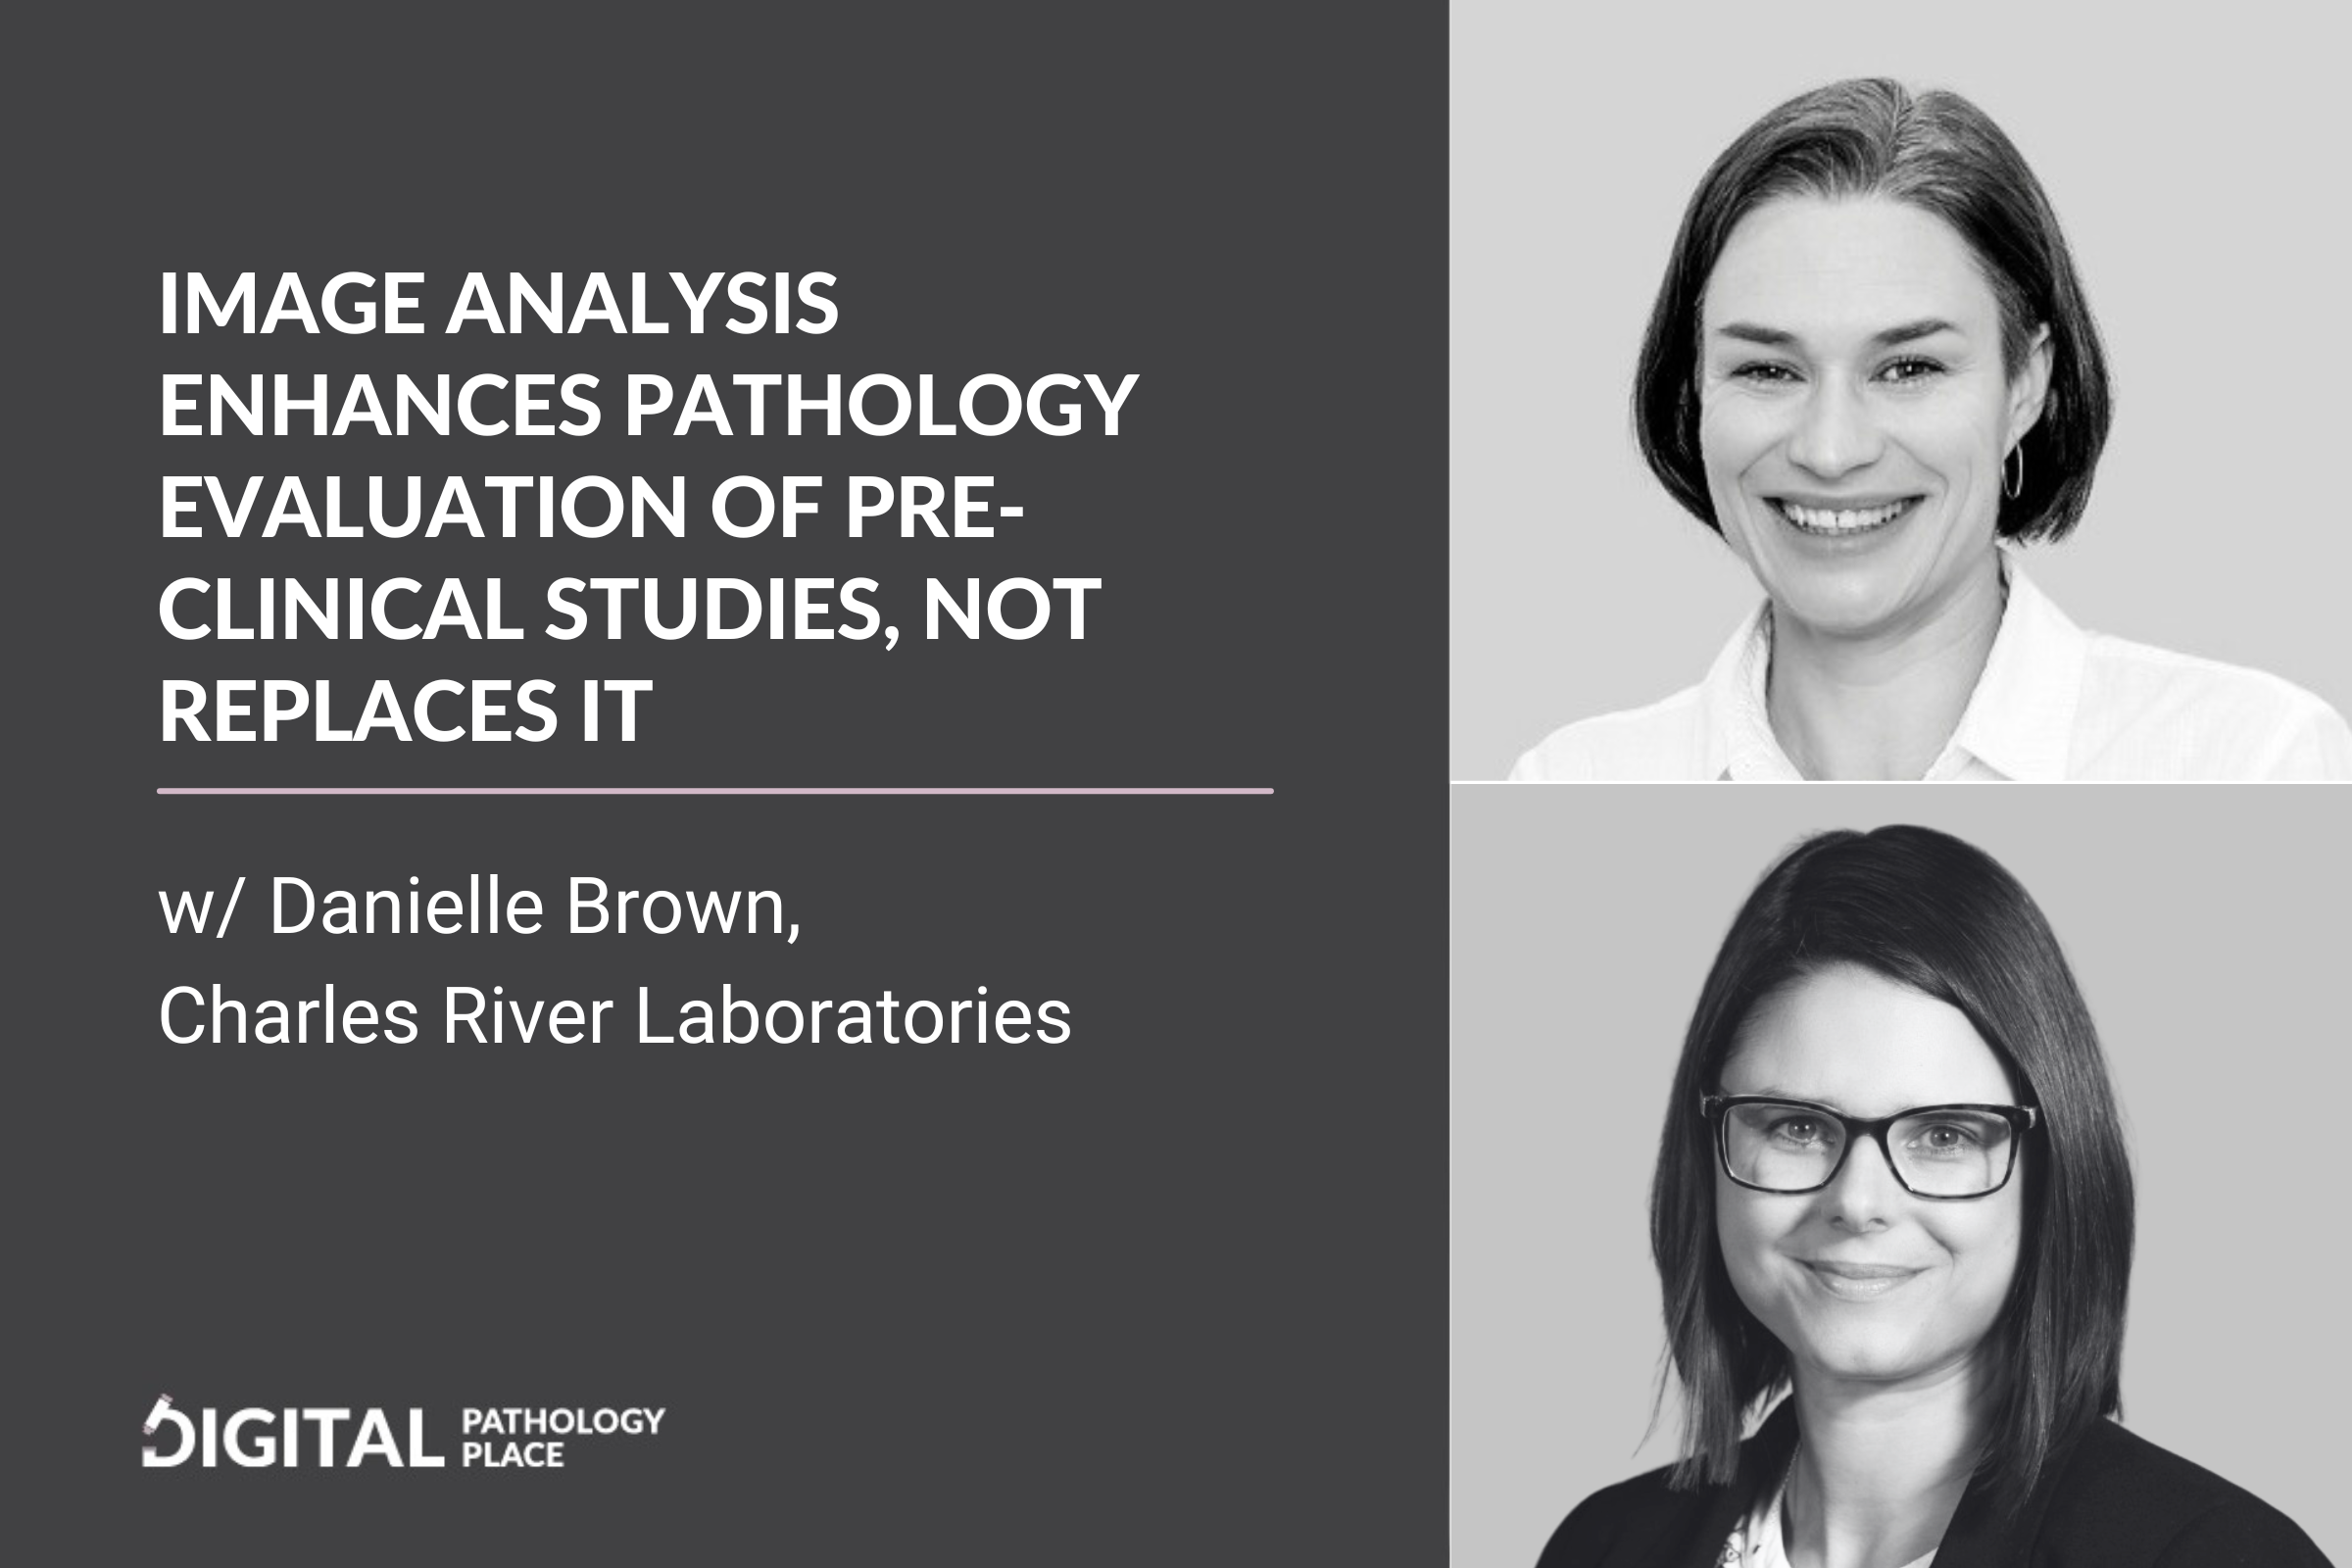 IMAGE ANALYSIS
ENHANCES PATHOLOGY
EVALUATION OF PRE-
CLINICAL STUDIES, NOT
REPLACES IT
w/ Danielle Brown,
Charles River Laboratories
DIGITAL PATHOLOGY
PLACE